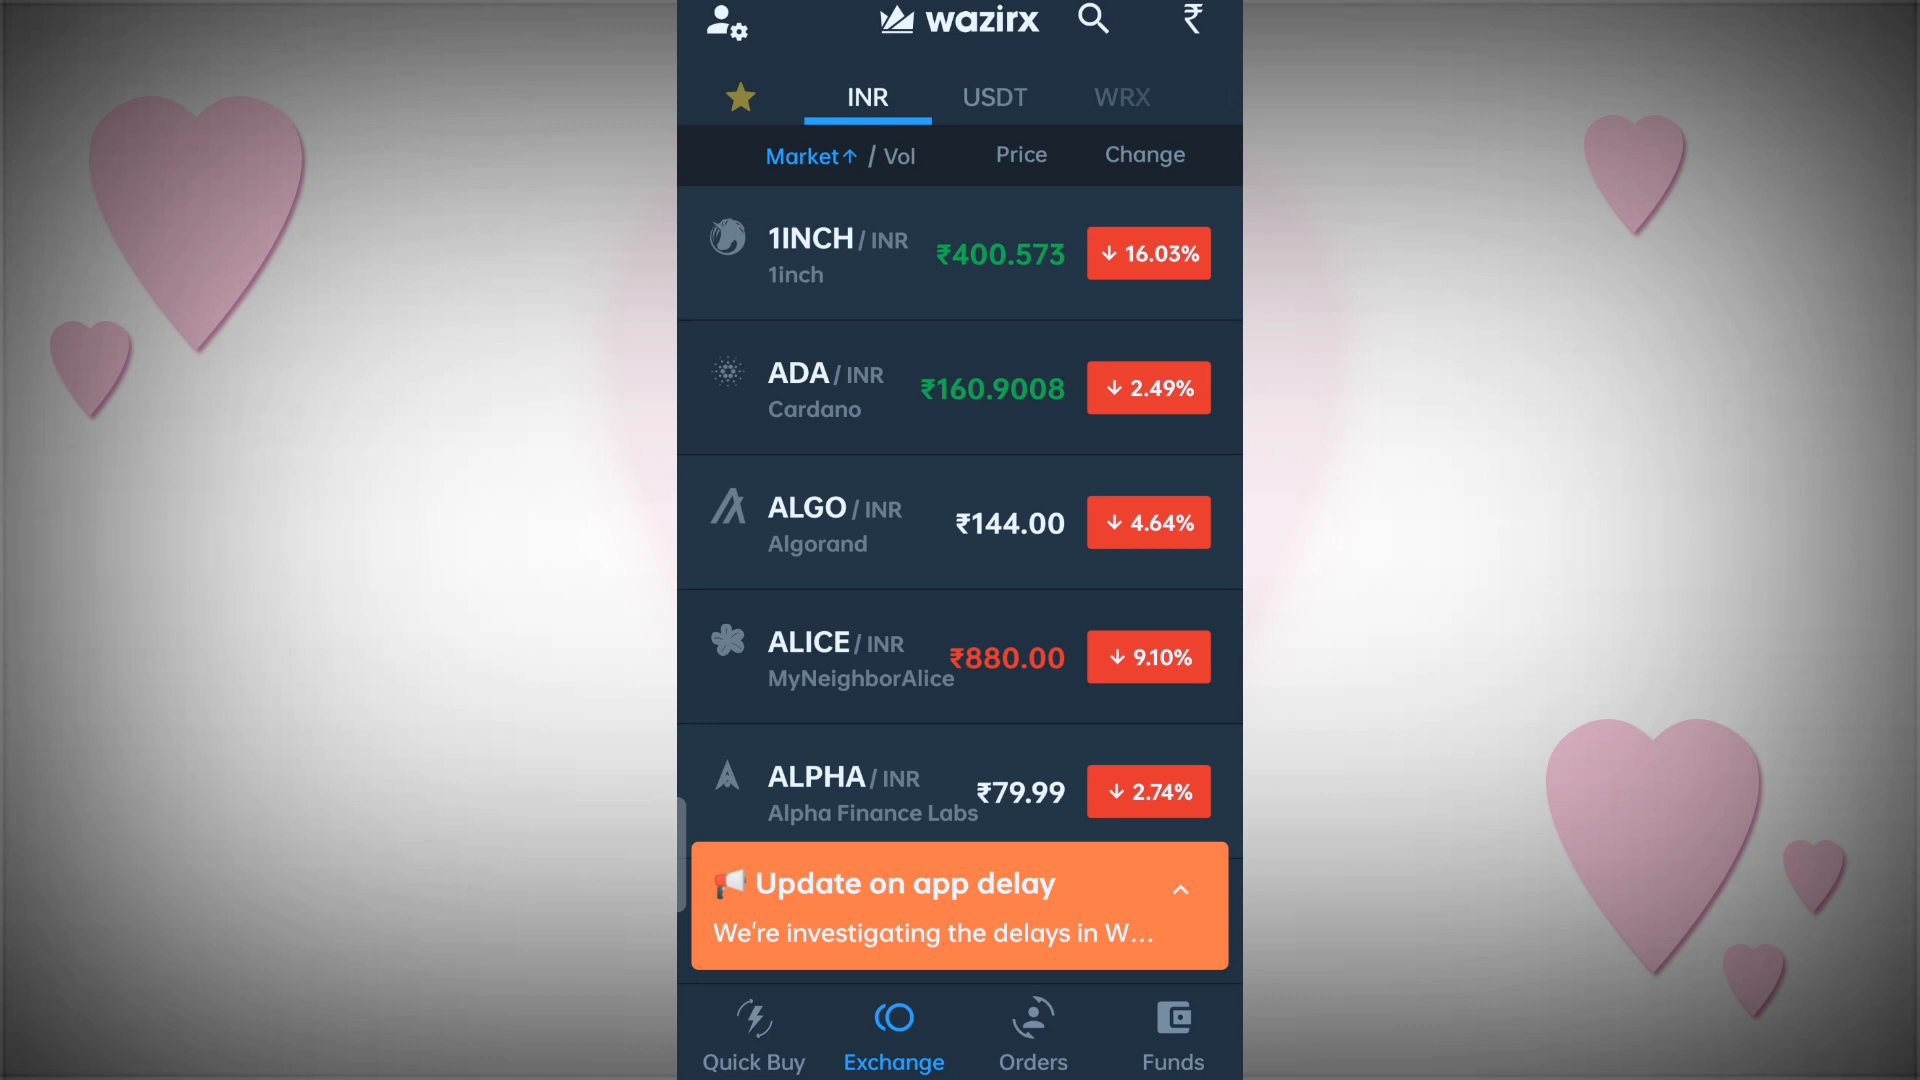 wazirx ₹
INR USDT WRX
Market↑ / Vol Price Change
1INCH / INR ₹400.573 ↓ 16.03%
1inch
ADA / INR ₹160.9008 ↓ 2.49%
Cardano
ALGO / INR ₹144.00 ↓ 4.64%
Algorand
ALICE / INR ₹880.00 ↓ 9.10%
MyNeighborAlice
ALPHA / INR ₹79.99 ↓ 2.74%
Alpha Finance Labs
Update on app delay
We're investigating the delays in W...
Quick Buy Exchange Orders Funds